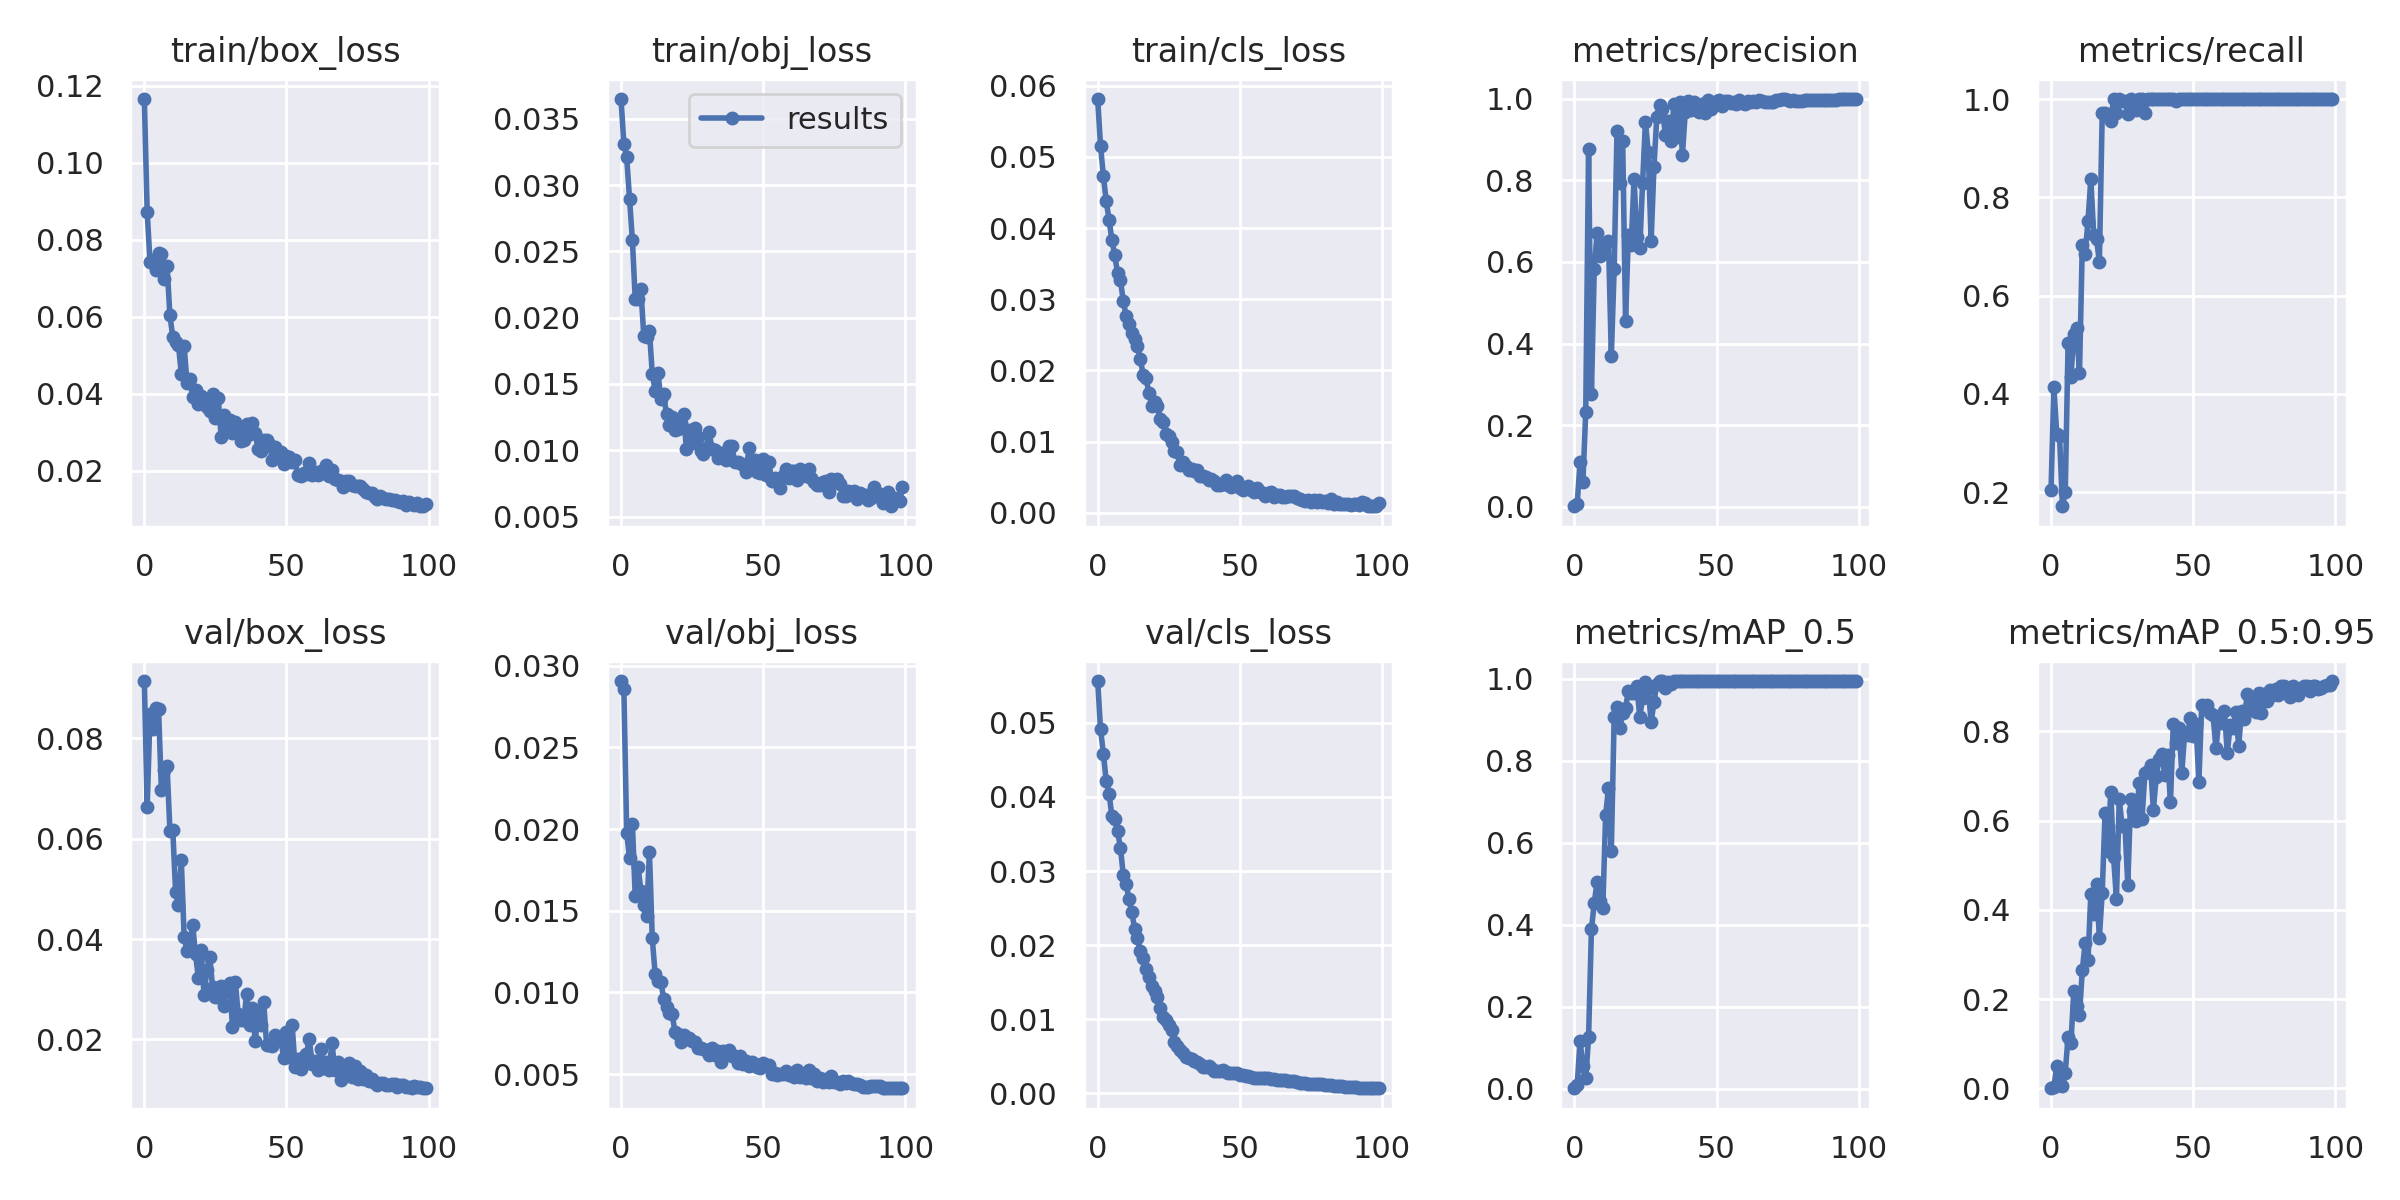 train/box_loss
train/obj_loss
train/cls_loss
metrics/precision
metrics/recall
0.12
0.10
0.08
0.06
0.04
0.02
0 50 100
results
0.035
0.030
0.025
0.020
0.015
0.010
0.005
0 50 100
0.06
0.05
0.04
0.03
0.02
0.01
0.00
0 50 100
1.0
0.8
0.6
0.4
0.2
0.0
0 50 100
1.0
0.8
0.6
0.4
0.2
0 50 100
val/box_loss
val/obj_loss
val/cls_loss
metrics/mAP_0.5
metrics/mAP_0.5:0.95
0.08
0.06
0.04
0.02
0 50 100
0.030
0.025
0.020
0.015
0.010
0.005
0 50 100
0.05
0.04
0.03
0.02
0.01
0.00
0 50 100
1.0
0.8
0.6
0.4
0.2
0.0
0 50 100
0.8
0.6
0.4
0.2
0.0
0 50 100